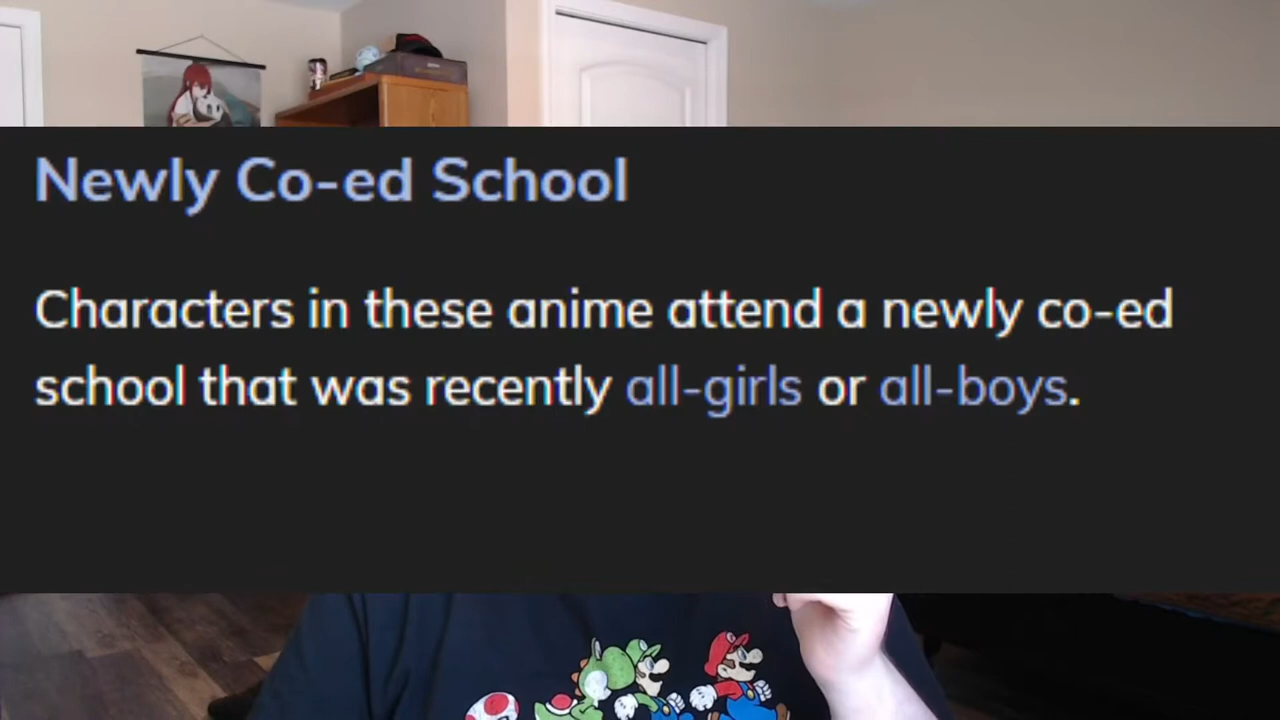 Newly Co-ed School
Characters in these anime attend a newly co-ed
school that was recently all-girls or all-boys.